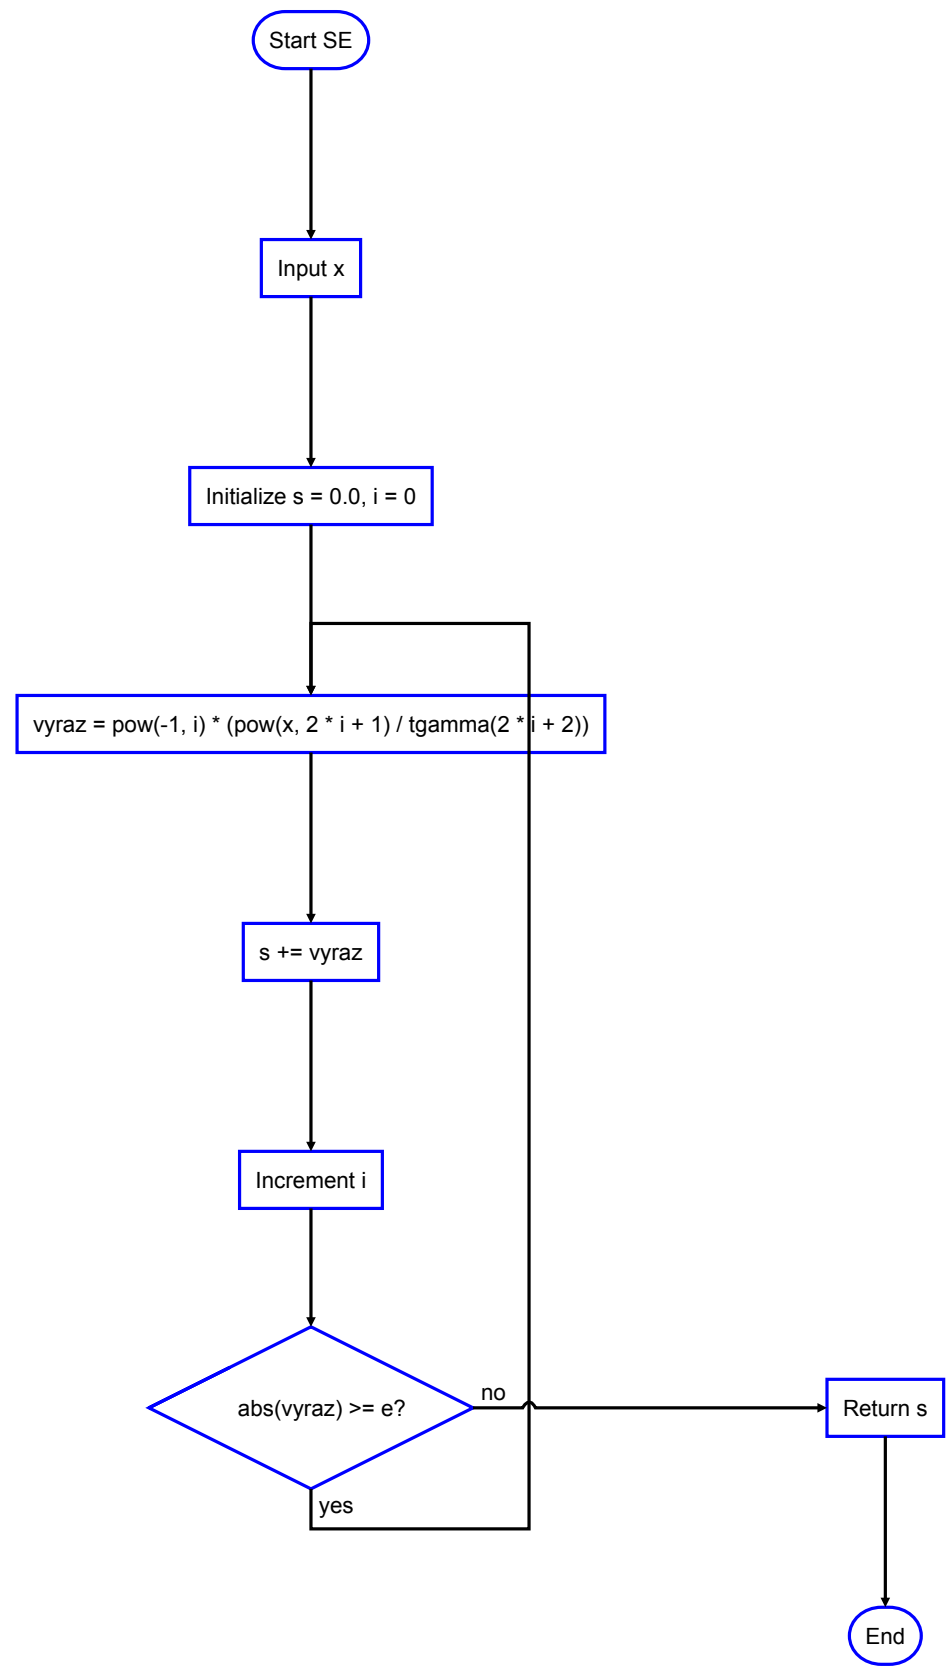 Start SE
Input x
Initialize s = 0.0, i = 0
vyraz = pow(-1, i) * (pow(x, 2 * i + 1) / tgamma(2 * i + 2))
s += vyraz
Increment i
abs(vyraz) >= e?
no
Return s
yes
End